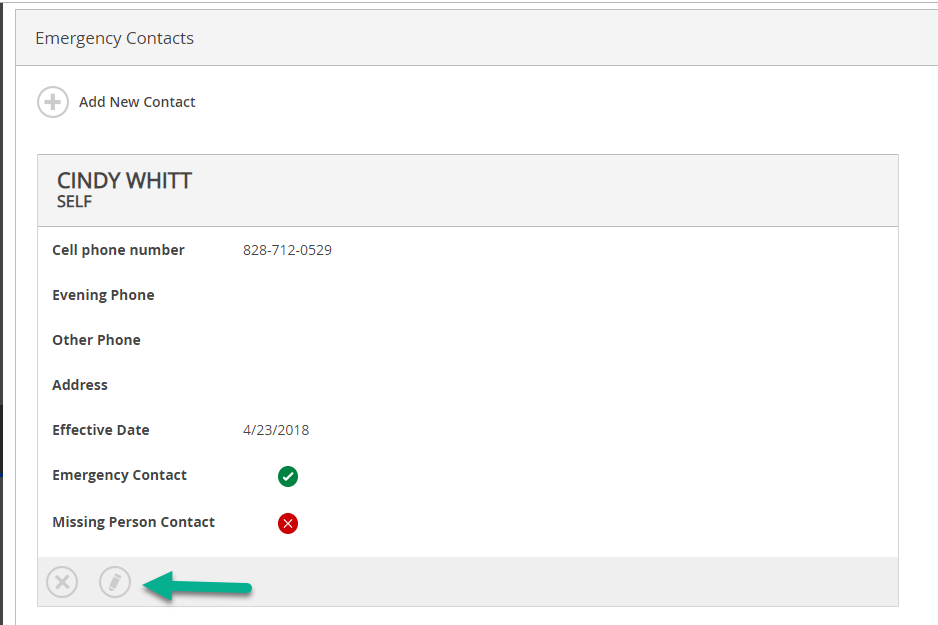 Emergency Contacts
Add New Contact
CINDY WHITT
SELF
Cell phone number 828-712-0529
Evening Phone
Other Phone
Address
Effective Date 4/23/2018
Emergency Contact
Missing Person Contact